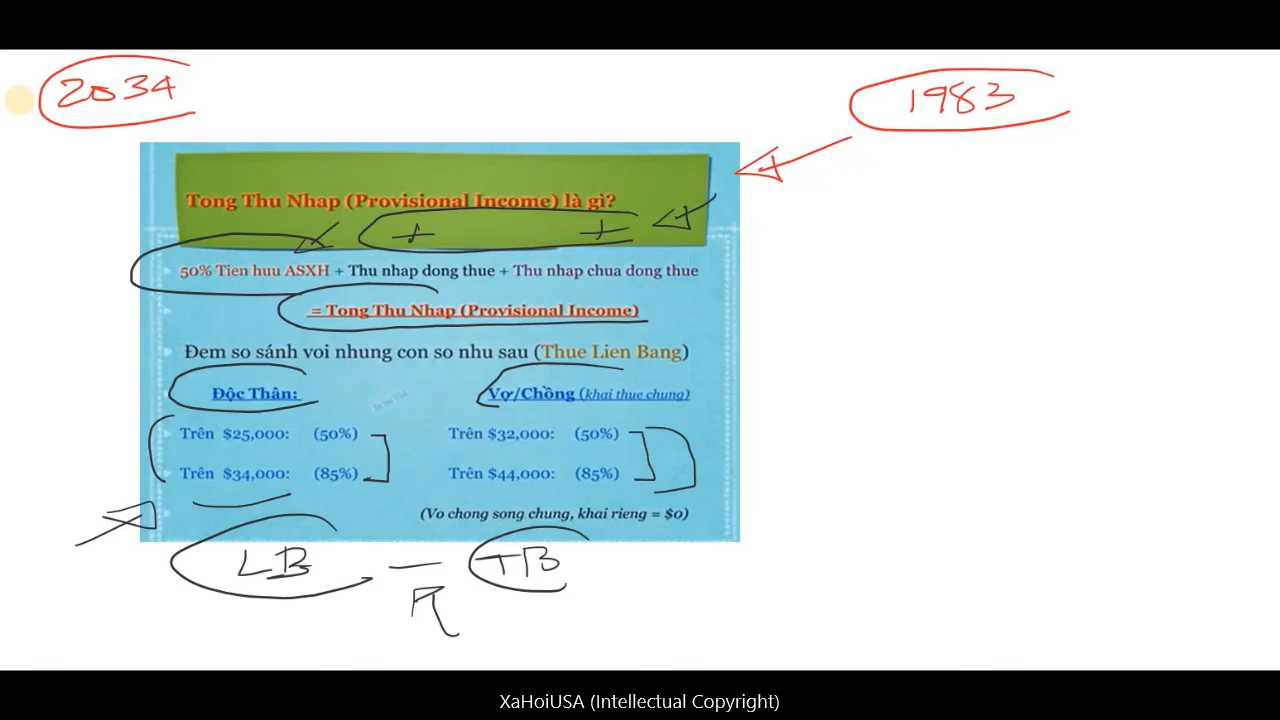 2034
1983
Tong Thu Nhap (Provisional Income) là gì?
+ +
50% Tien huu ASXH + Thu nhap dong thue + Thu nhap chua dong thue
= Tong Thu Nhap (Provisional Income)
Đem so sánh voi nhung con so nhu sau (Thue Lien Bang)
Độc Thân: Vợ/Chồng (khai thue chung)
Trên $25,000: (50%) Trên $32,000: (50%)
Trên $34,000: (85%) Trên $44,000: (85%)
(Vo chong song chung, khai rieng = $0)
LB – TB
XaHoiUSA (Intellectual Copyright)